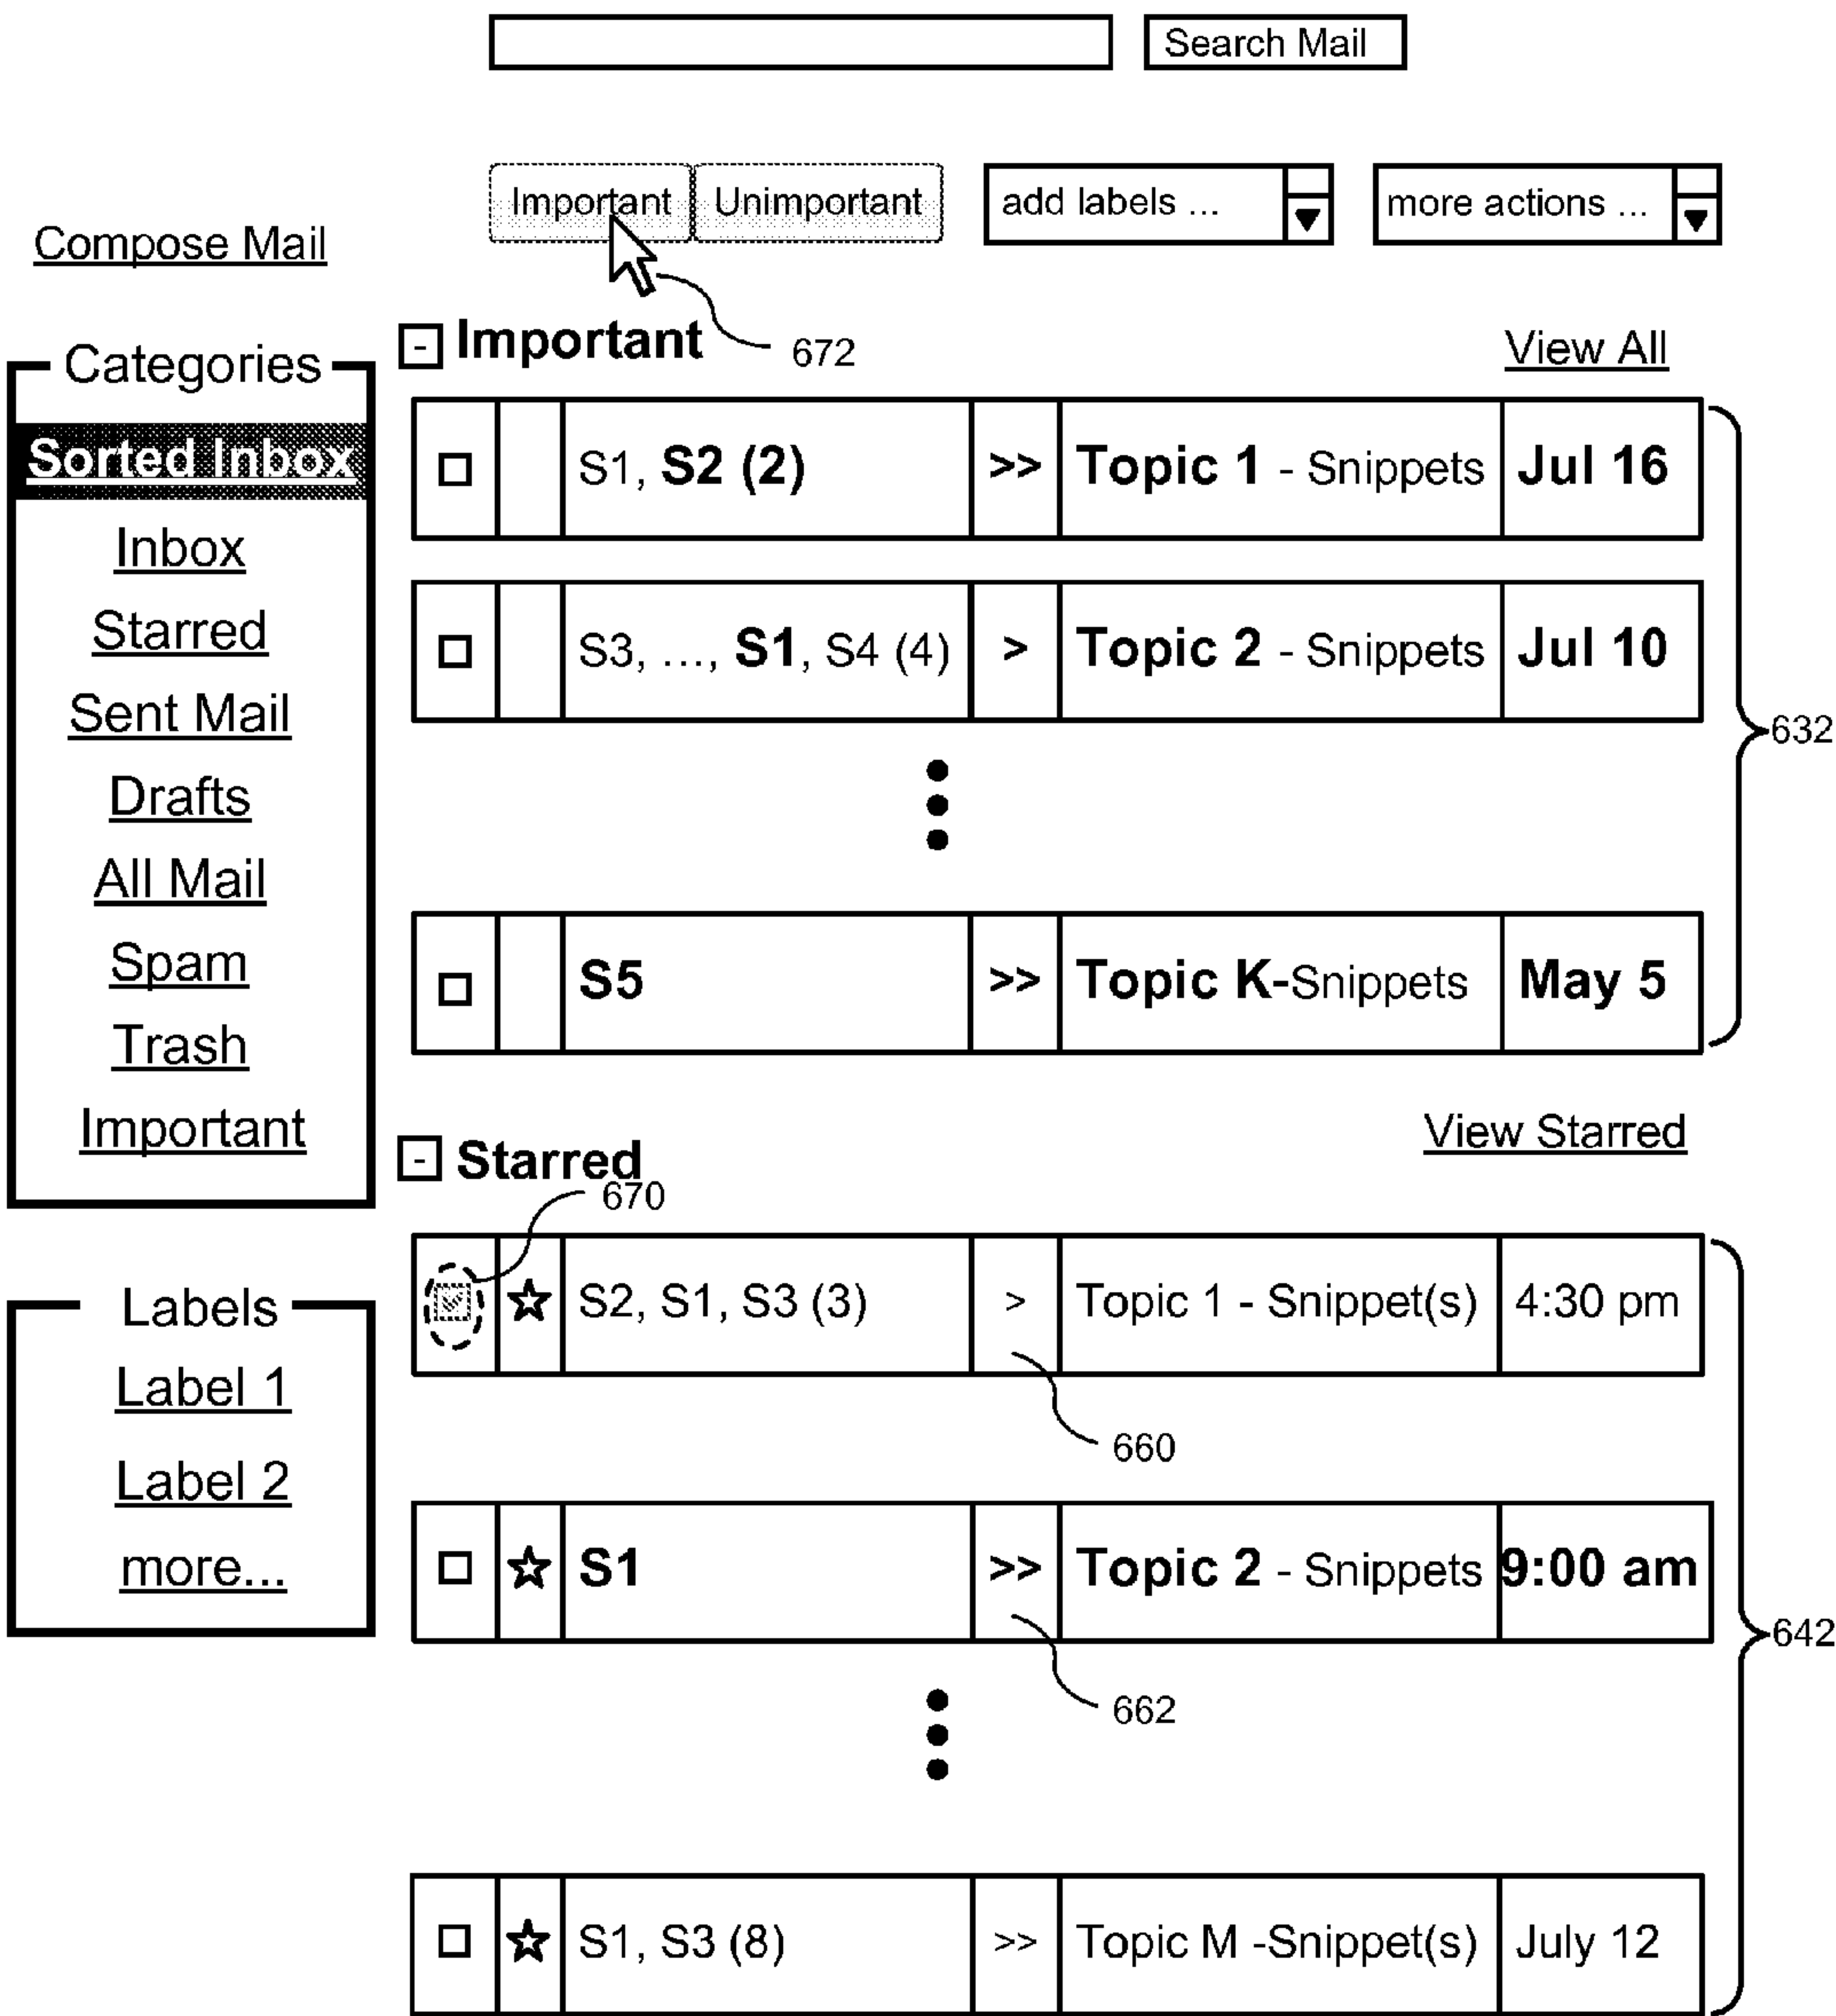 Search Mail
Important Unimportant add labels ... more actions ...
Compose Mail
672
Categories
Sorted Inbox
Inbox
Starred
Sent Mail
Drafts
All Mail
Spam
Trash
Important
Labels
Label 1
Label 2
more...
- Important View All
S1, S2 (2) >> Topic 1 - Snippets Jul 16
S3, ..., S1, S4 (4) > Topic 2 - Snippets Jul 10
632
S5 >> Topic K-Snippets May 5
- Starred View Starred
670
S2, S1, S3 (3) > Topic 1 - Snippet(s) 4:30 pm
660
S1 >> Topic 2 - Snippets 9:00 am
642
662
S1, S3 (8) >> Topic M -Snippet(s) July 12